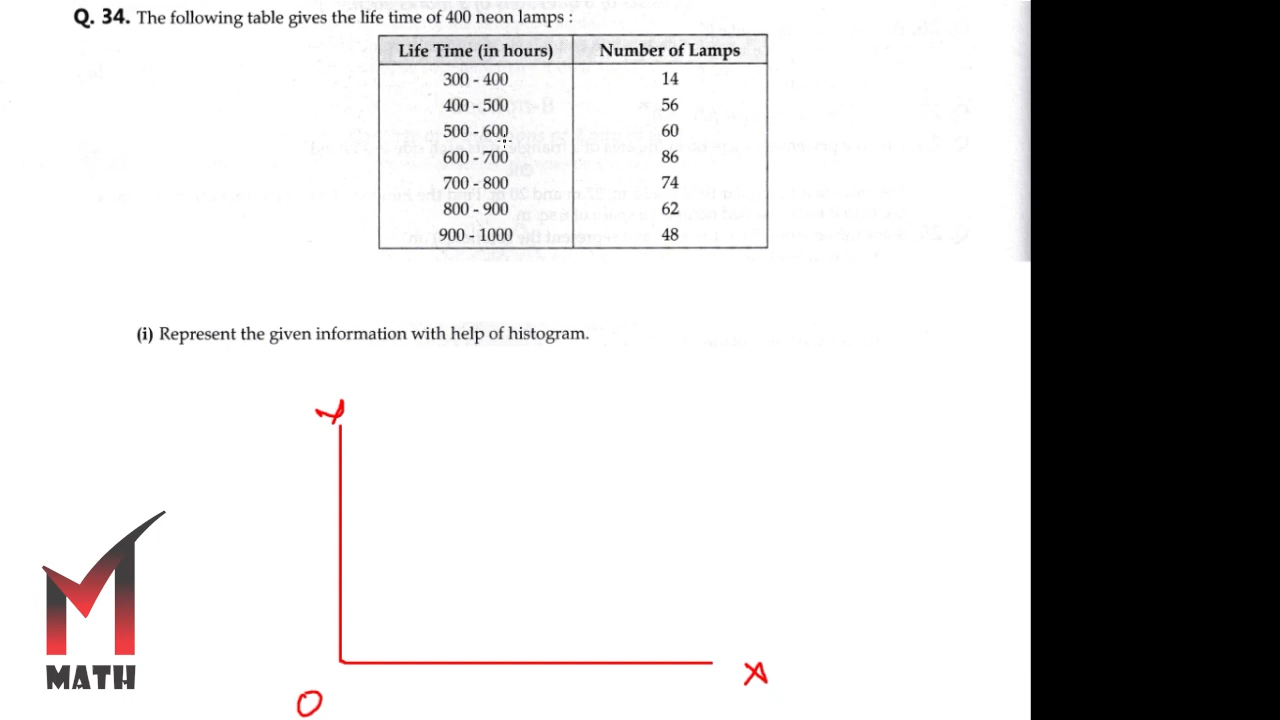 Q. 34. The following table gives the life time of 400 neon lamps :
Life Time (in hours) Number of Lamps
300 - 400 14
400 - 500 56
500 - 600 60
600 - 700 86
700 - 800 74
800 - 900 62
900 - 1000 48
(i) Represent the given information with help of histogram.
Y
X
O
MATH